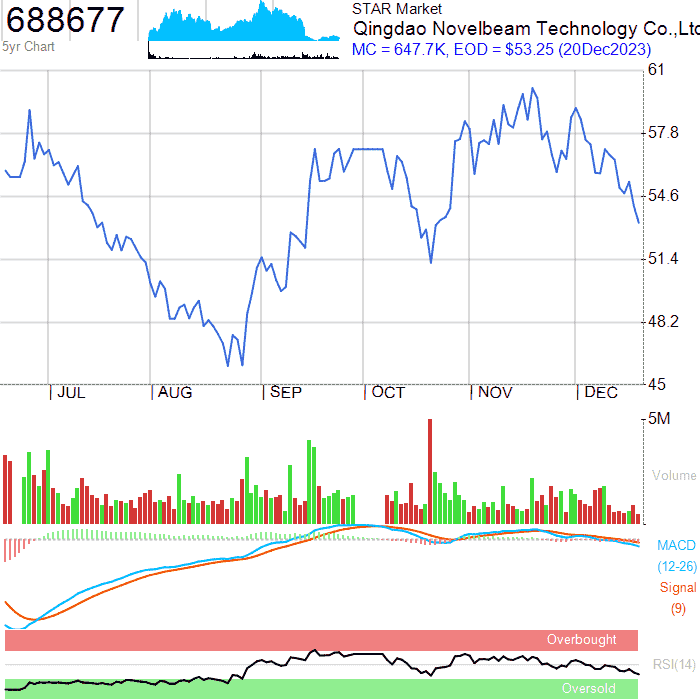 688677
5yr Chart
STAR Market
Qingdao Novelbeam Technology Co.,Ltd
MC = 647.7K, EOD = $53.25 (20Dec2023)
61
57.8
54.6
51.4
48.2
45
JUL
AUG
SEP
OCT
NOV
DEC
5M
Volume
MACD
(12-26)
Signal
(9)
Overbought
RSI(14)
Oversold